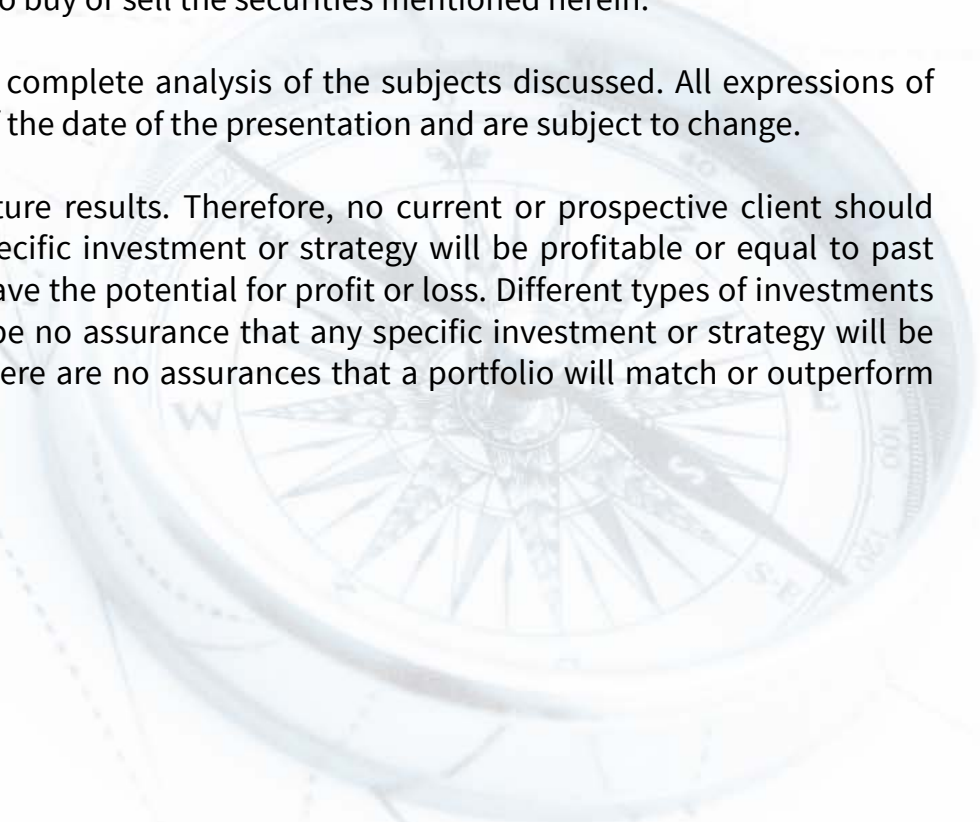 o buy or sell the securities mentioned herein.
complete analysis of the subjects discussed. All expressions of
the date of the presentation and are subject to change.
ture results. Therefore, no current or prospective client should
ecific investment or strategy will be profitable or equal to past
ave the potential for profit or loss. Different types of investments
be no assurance that any specific investment or strategy will be
ere are no assurances that a portfolio will match or outperform
W
E
S
100
120